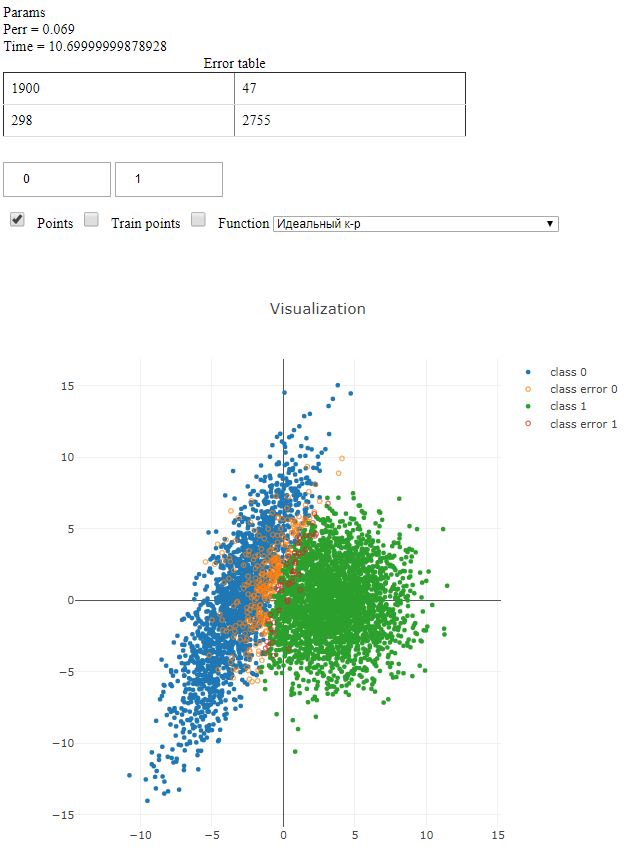 Params
Perr = 0.069
Time = 10.69999999878928
Error table
1900 47
298 2755
0 1
Points Train points Function Идеальный к-р
Visualization
class 0
class error 0
class 1
class error 1
15
10
5
0
−5
−10
−15
−10 −5 0 5 10 15